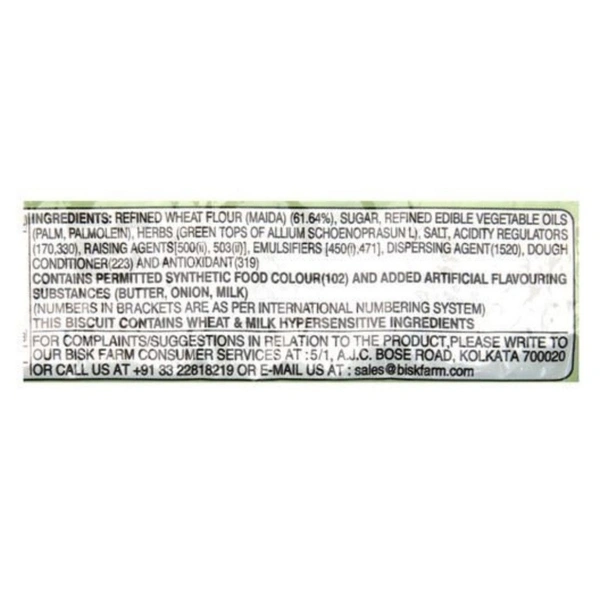 INGREDIENTS: REFINED WHEAT FLOUR (MAIDA) (61.64%), SUGAR, REFINED EDIBLE VEGETABLE OILS
(PALM, PALMOLEIN), HERBS (GREEN TOPS OF ALLIUM SCHOENOPRASUN L), SALT, ACIDITY REGULATORS
(170,330), RAISING AGENTS[500(ii), 503(ii)], EMULSIFIERS [450(i),471], DISPERSING AGENT(1520), DOUGH
CONDITIONER(223) AND ANTIOXIDANT(319)
CONTAINS PERMITTED SYNTHETIC FOOD COLOUR(102) AND ADDED ARTIFICIAL FLAVOURING
SUBSTANCES (BUTTER, ONION, MILK)
(NUMBERS IN BRACKETS ARE AS PER INTERNATIONAL NUMBERING SYSTEM)
THIS BISCUIT CONTAINS WHEAT & MILK HYPERSENSITIVE INGREDIENTS
FOR COMPLAINTS/SUGGESTIONS IN RELATION TO THE PRODUCT,PLEASE WRITE TO
OUR BISK FARM CONSUMER SERVICES AT :5/1, A.J.C. BOSE ROAD, KOLKATA 700020
OR CALL US AT +91 33 22818219 OR E-MAIL US AT : sales@biskfarm.com